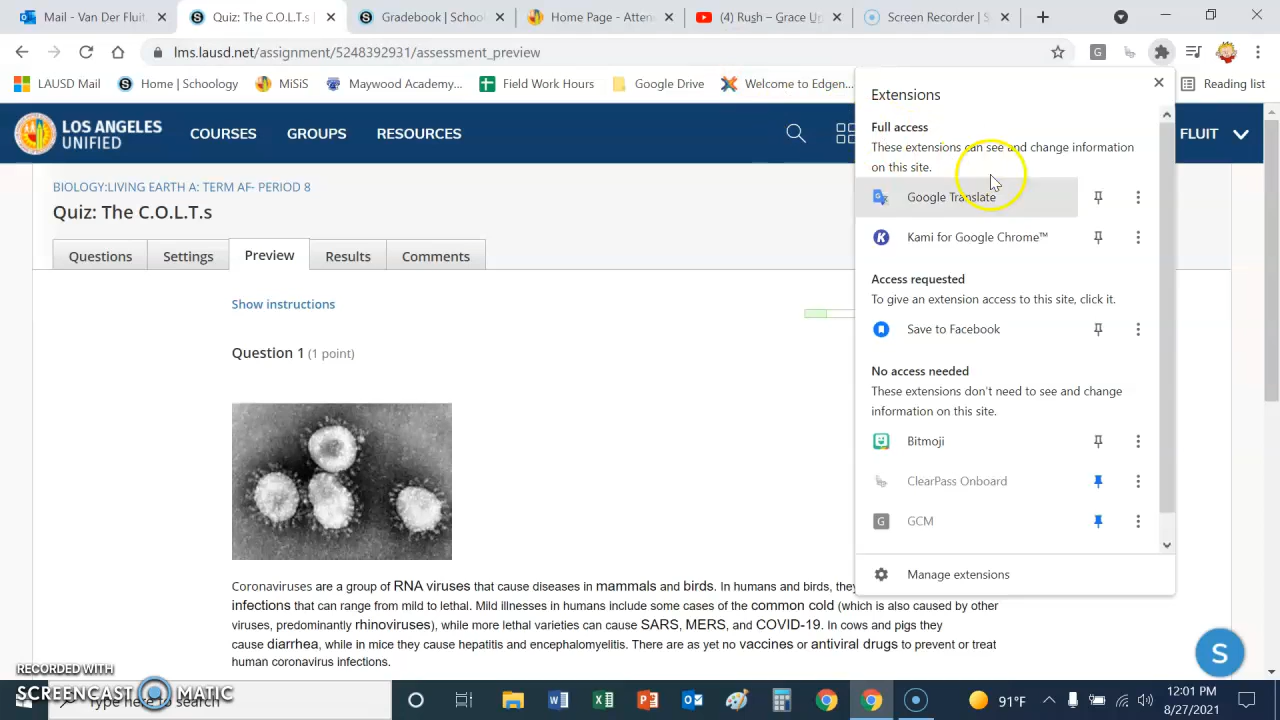 Mail - Van Der Fluit
Quiz: The C.O.L.T.s
Gradebook | School
Home Page - Atten
(4) Rush – Grace Up
Screen Recorder | S
lms.lausd.net/assignment/5248392931/assessment_preview
LAUSD Mail
Home | Schoology
MiSiS
Maywood Academy...
Field Work Hours
Google Drive
Welcome to Edgen...
Reading list
LOS ANGELES
UNIFIED
COURSES
GROUPS
RESOURCES
FLUIT
BIOLOGY:LIVING EARTH A: TERM AF- PERIOD 8
Quiz: The C.O.L.T.s
Questions
Settings
Preview
Results
Comments
Show instructions
Question 1 (1 point)
Coronaviruses are a group of RNA viruses that cause diseases in mammals and birds. In humans and birds, they
infections that can range from mild to lethal. Mild illnesses in humans include some cases of the common cold (which is also caused by other
viruses, predominantly rhinoviruses), while more lethal varieties can cause SARS, MERS, and COVID-19. In cows and pigs they
cause diarrhea, while in mice they cause hepatitis and encephalomyelitis. There are as yet no vaccines or antiviral drugs to prevent or treat
human coronavirus infections.
Extensions
Full access
These extensions can see and change information
on this site.
Google Translate
Kami for Google Chrome™
Access requested
To give an extension access to this site, click it.
Save to Facebook
No access needed
These extensions don't need to see and change
information on this site.
Bitmoji
ClearPass Onboard
G GCM
Manage extensions
S
RECORDED WITH
SCREENCAST MATIC
Type here to search
91°F
12:01 PM
8/27/2021